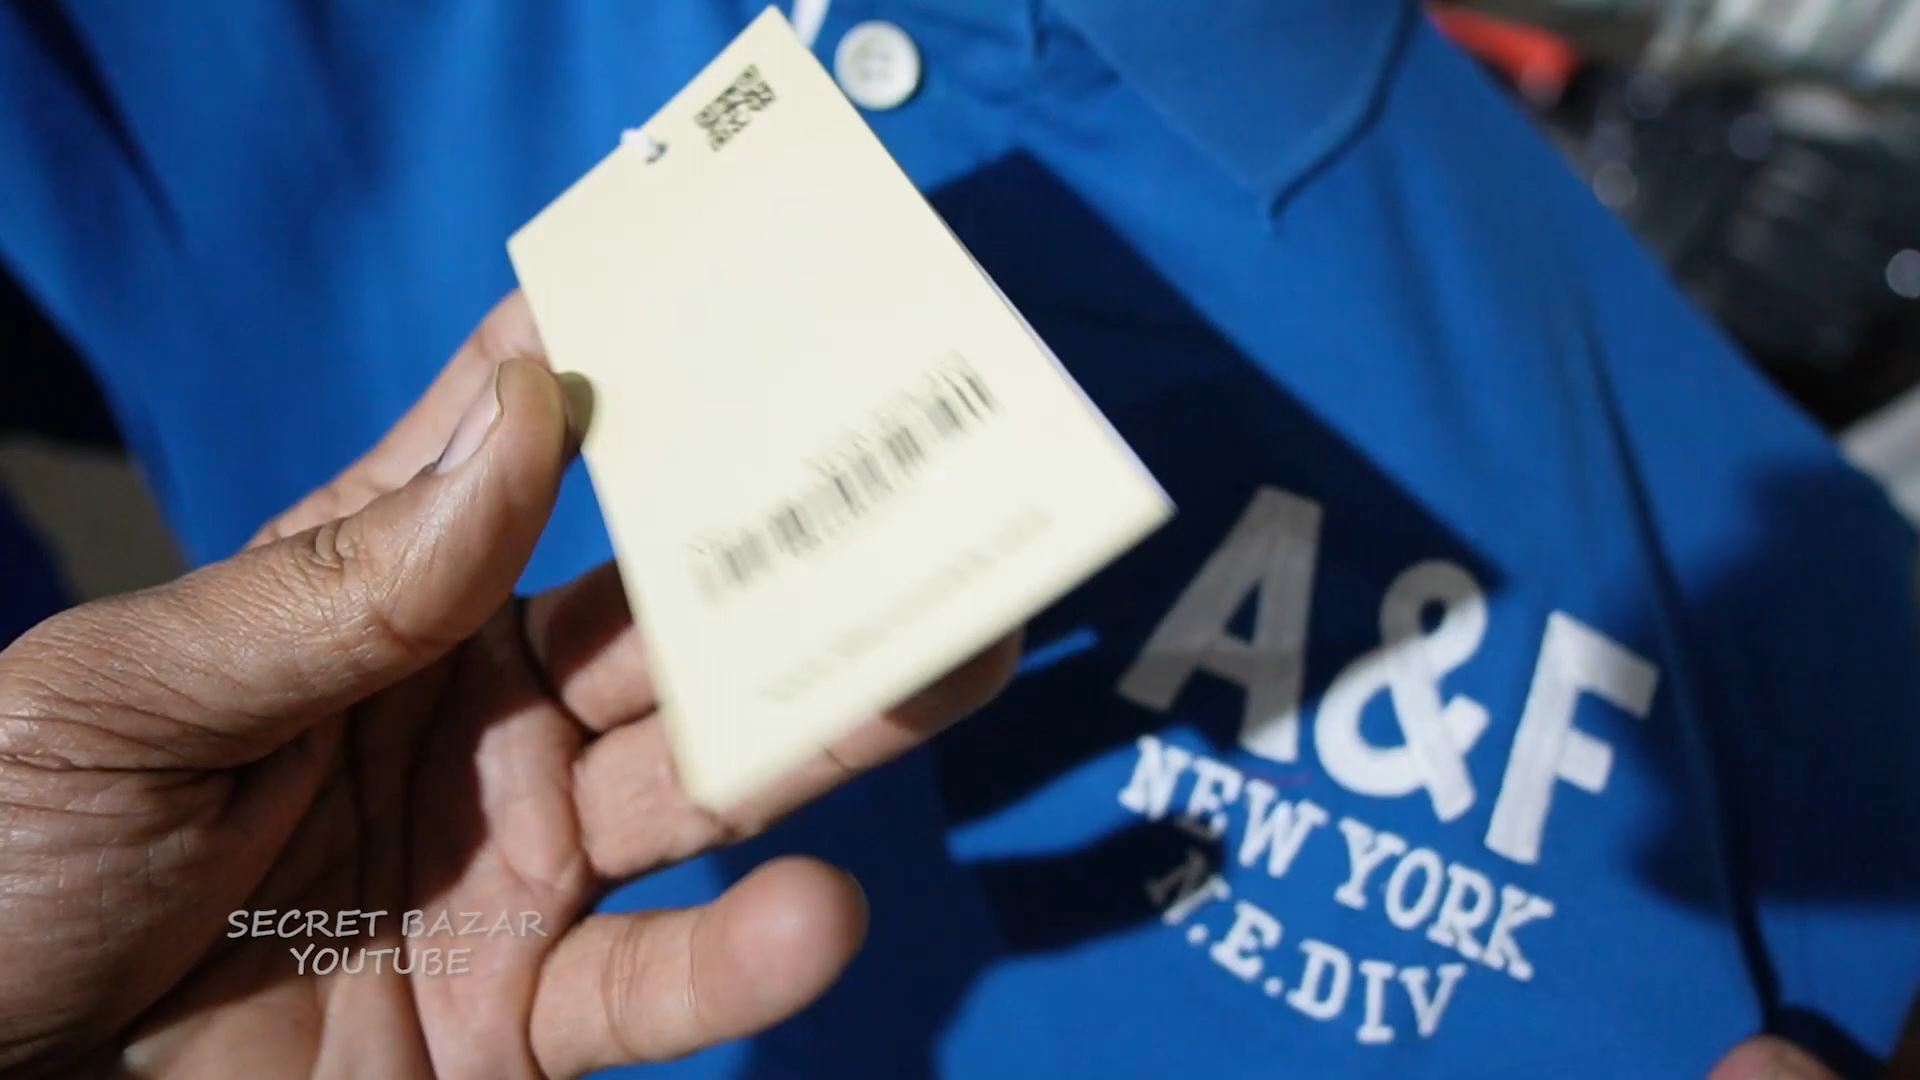 A&F
NEW YORK
N.E.DIV
SECRET BAZAR
YOUTUBE